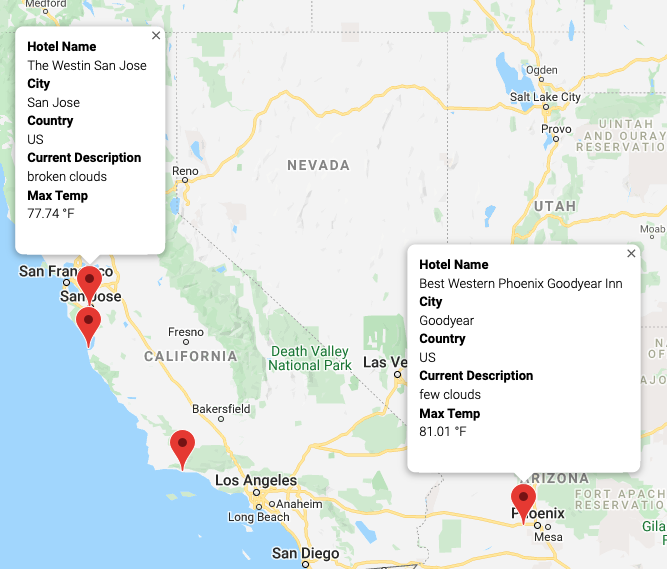 Medford
×
Hotel Name
The Westin San Jose
City
San Jose
Country
US
Current Description
broken clouds
Max Temp
77.74 °F
Ogden
Salt Lake City
Provo
UINTAH
AND OURAY
RESERVATION
Reno
NEVADA
UTAH
Moab
×
Hotel Name
Best Western Phoenix Goodyear Inn
City
Goodyear
Country
US
Current Description
few clouds
Max Temp
81.01 °F
San Francisco
San Jose
Fresno
CALIFORNIA
Death Valley
National Park
Las Ve
Bakersfield
Los Angeles
Anaheim
Long Beach
San Diego
ARIZONA
FORT APACH
RESERVATIO
Phoenix
Mesa
Gila